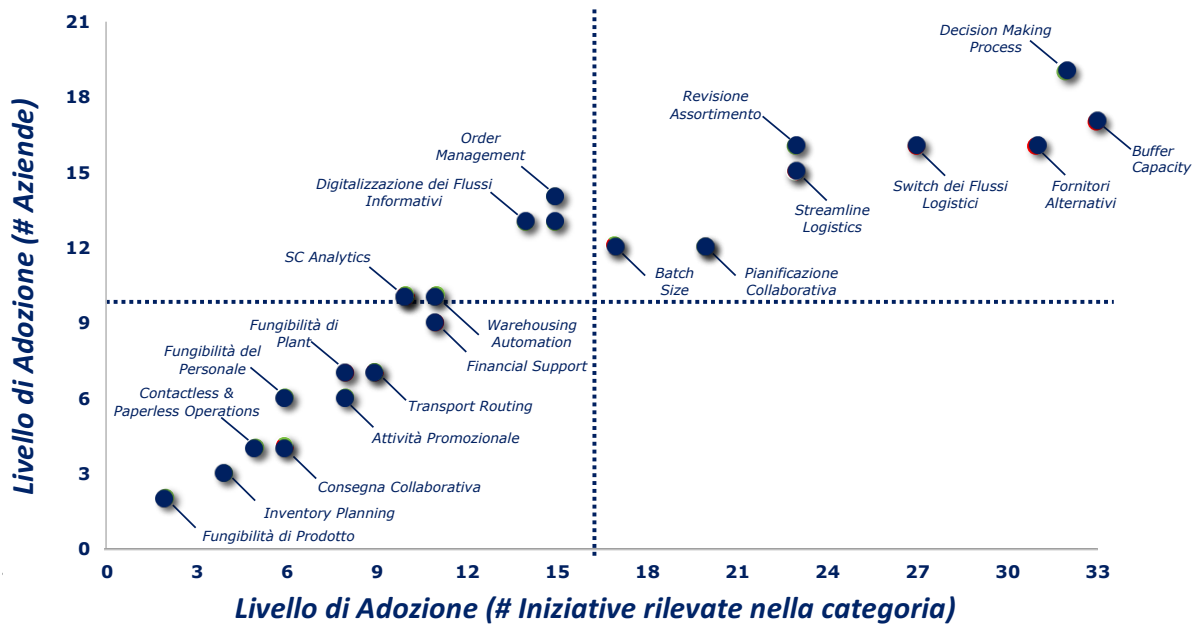 21
18
15
12
9
6
3
0
Livello di Adozione (# Aziende)
Decision Making
Process
Revisione
Assortimento
Order
Management
Buffer
Capacity
Digitalizzazione dei Flussi
Informativi
Switch dei Flussi
Logistici
Fornitori
Alternativi
Streamline
Logistics
SC Analytics
Batch
Size
Pianificazione
Collaborativa
Fungibilità di
Plant
Warehousing
Automation
Fungibilità del
Personale
Financial Support
Contactless &
Paperless Operations
Transport Routing
Attività Promozionale
Consegna Collaborativa
Inventory Planning
Fungibilità di Prodotto
0 3 6 9 12 15 18 21 24 27 30 33
Livello di Adozione (# Iniziative rilevate nella categoria)